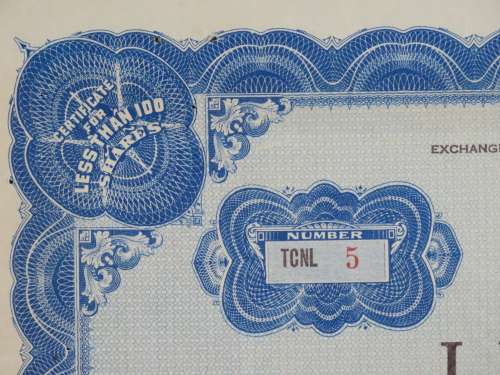 CERTIFICATE
FOR
LESS THAN 100
SHARES
EXCHANGE
NUMBER
TCNL 5